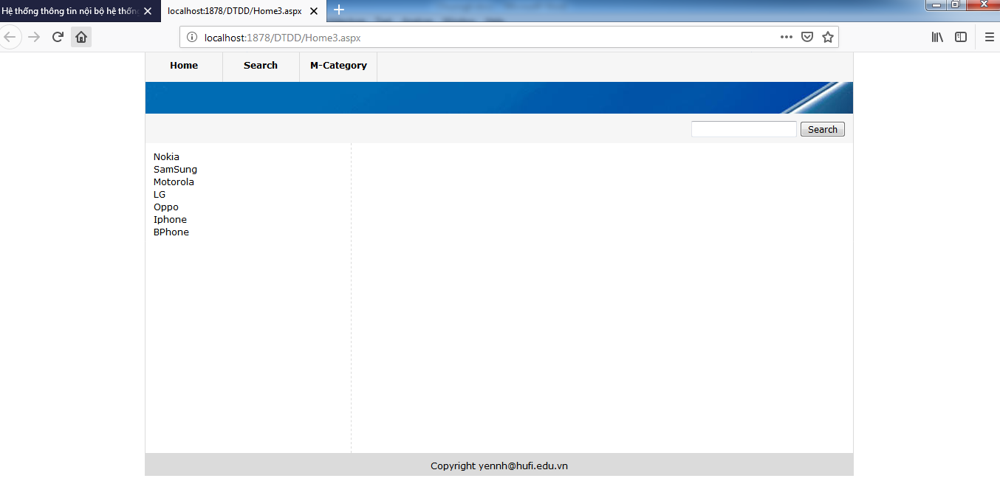 Hệ thống thông tin nội bộ hệ thốn
localhost:1878/DTDD/Home3.aspx
localhost:1878/DTDD/Home3.aspx
Home Search M-Category
Search
Nokia
SamSung
Motorola
LG
Oppo
Iphone
BPhone
Copyright yennh@hufi.edu.vn